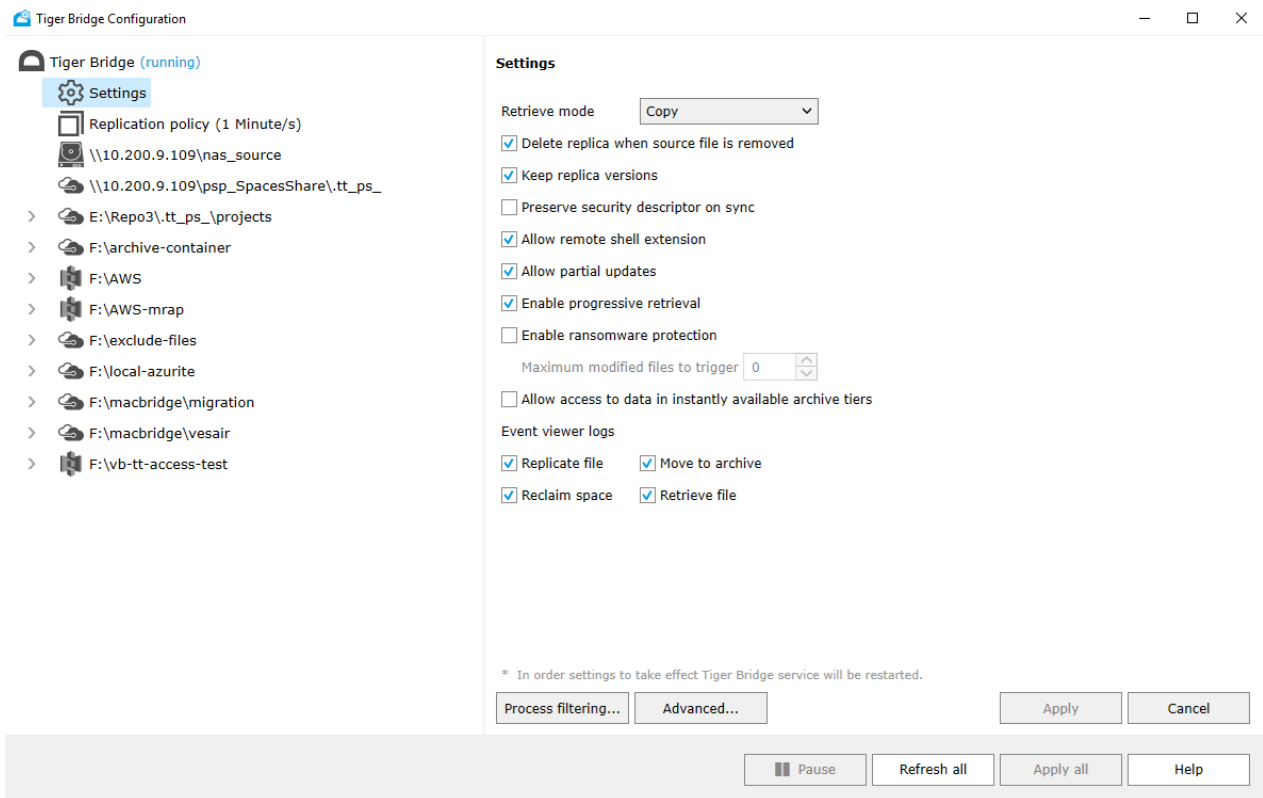 Tiger Bridge Configuration
Tiger Bridge (running)
Settings
Replication policy (1 Minute/s)
\\10.200.9.109\nas_source
\\10.200.9.109\psp_SpacesShare\.tt_ps_
E:\Repo3\.tt_ps_\projects
F:\archive-container
F:\AWS
F:\AWS-mrap
F:\exclude-files
F:\local-azurite
F:\macbridge\migration
F:\macbridge\vesair
F:\vb-tt-access-test
Settings
Retrieve mode Copy
Delete replica when source file is removed
Keep replica versions
Preserve security descriptor on sync
Allow remote shell extension
Allow partial updates
Enable progressive retrieval
Enable ransomware protection
Maximum modified files to trigger 0
Allow access to data in instantly available archive tiers
Event viewer logs
Replicate file Move to archive
Reclaim space Retrieve file
* In order settings to take effect Tiger Bridge service will be restarted.
Process filtering... Advanced... Apply Cancel
Pause Refresh all Apply all Help